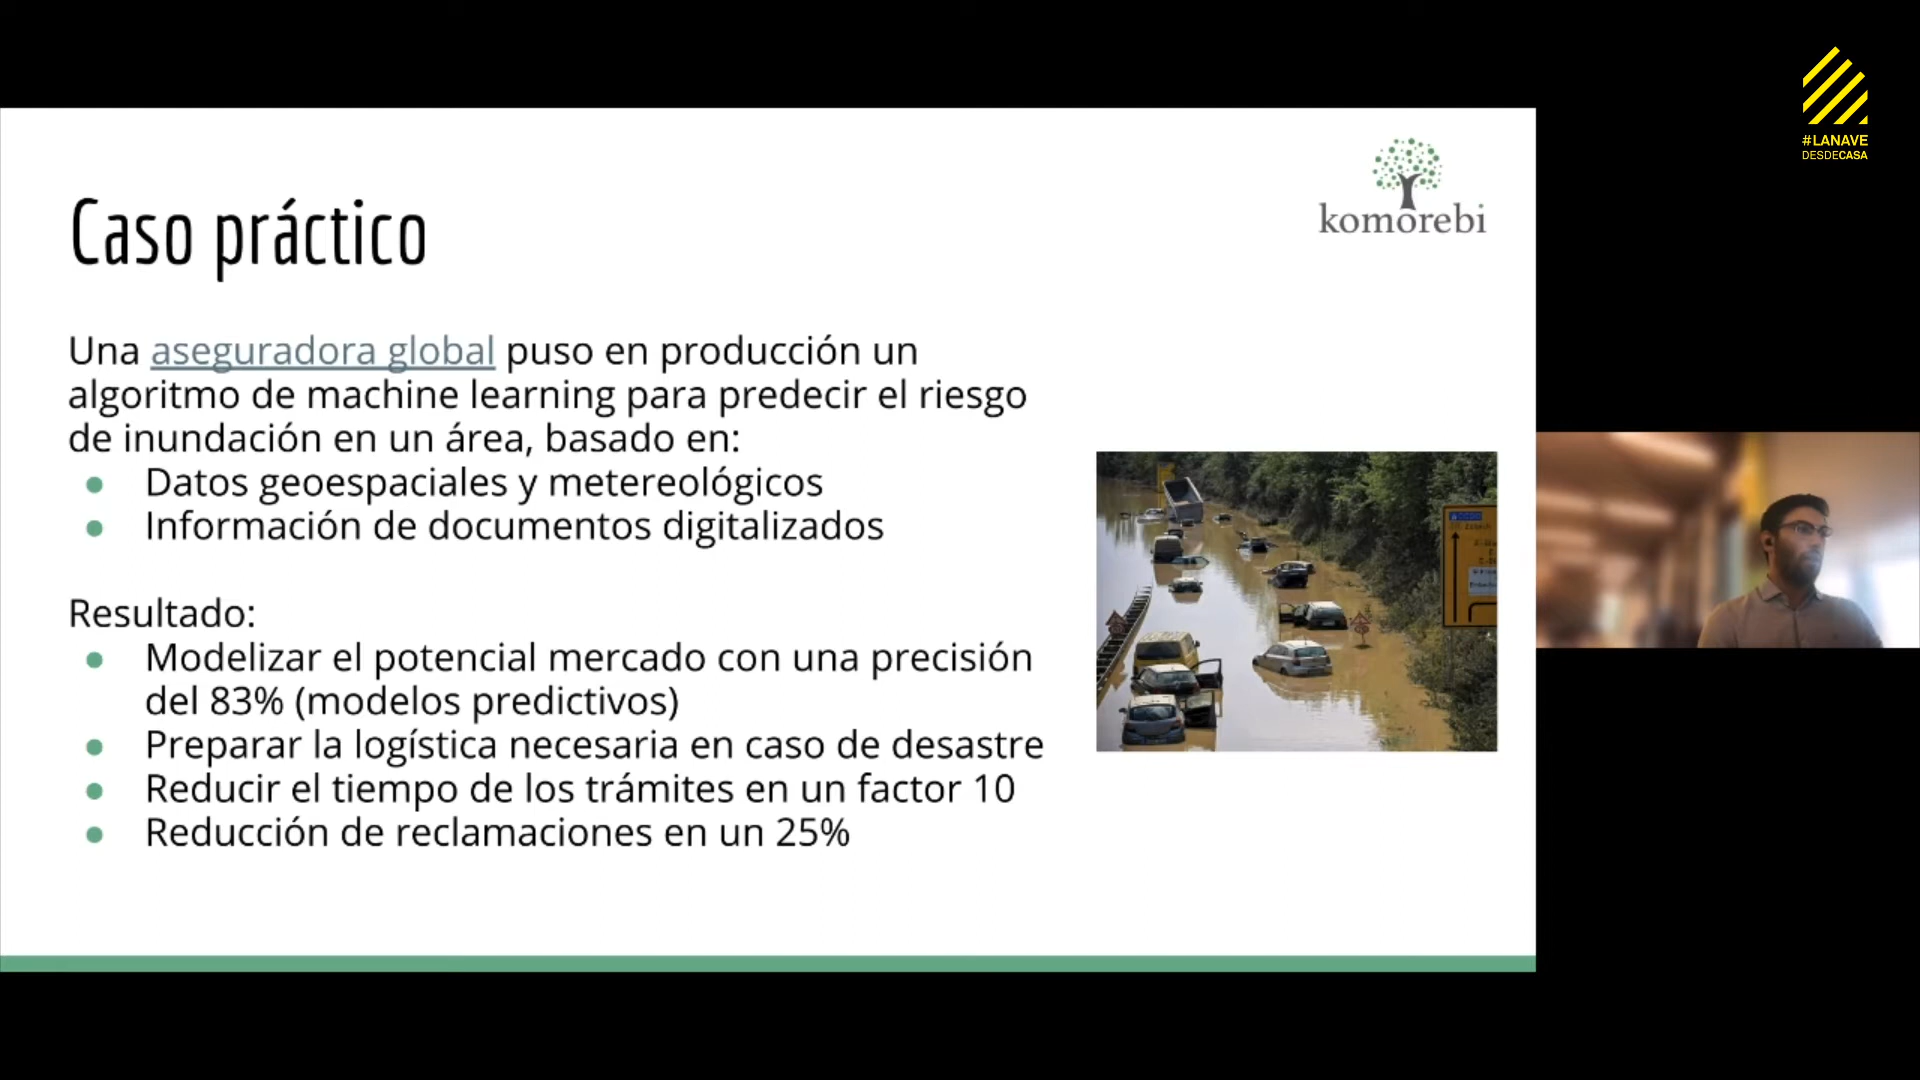 #LANAVE
DESDECASA
komorebi
Caso práctico
Una aseguradora global puso en producción un
algoritmo de machine learning para predecir el riesgo
de inundación en un área, basado en:
● Datos geoespaciales y metereológicos
● Información de documentos digitalizados
Resultado:
● Modelizar el potencial mercado con una precisión
del 83% (modelos predictivos)
● Preparar la logística necesaria en caso de desastre
● Reducir el tiempo de los trámites en un factor 10
● Reducción de reclamaciones en un 25%